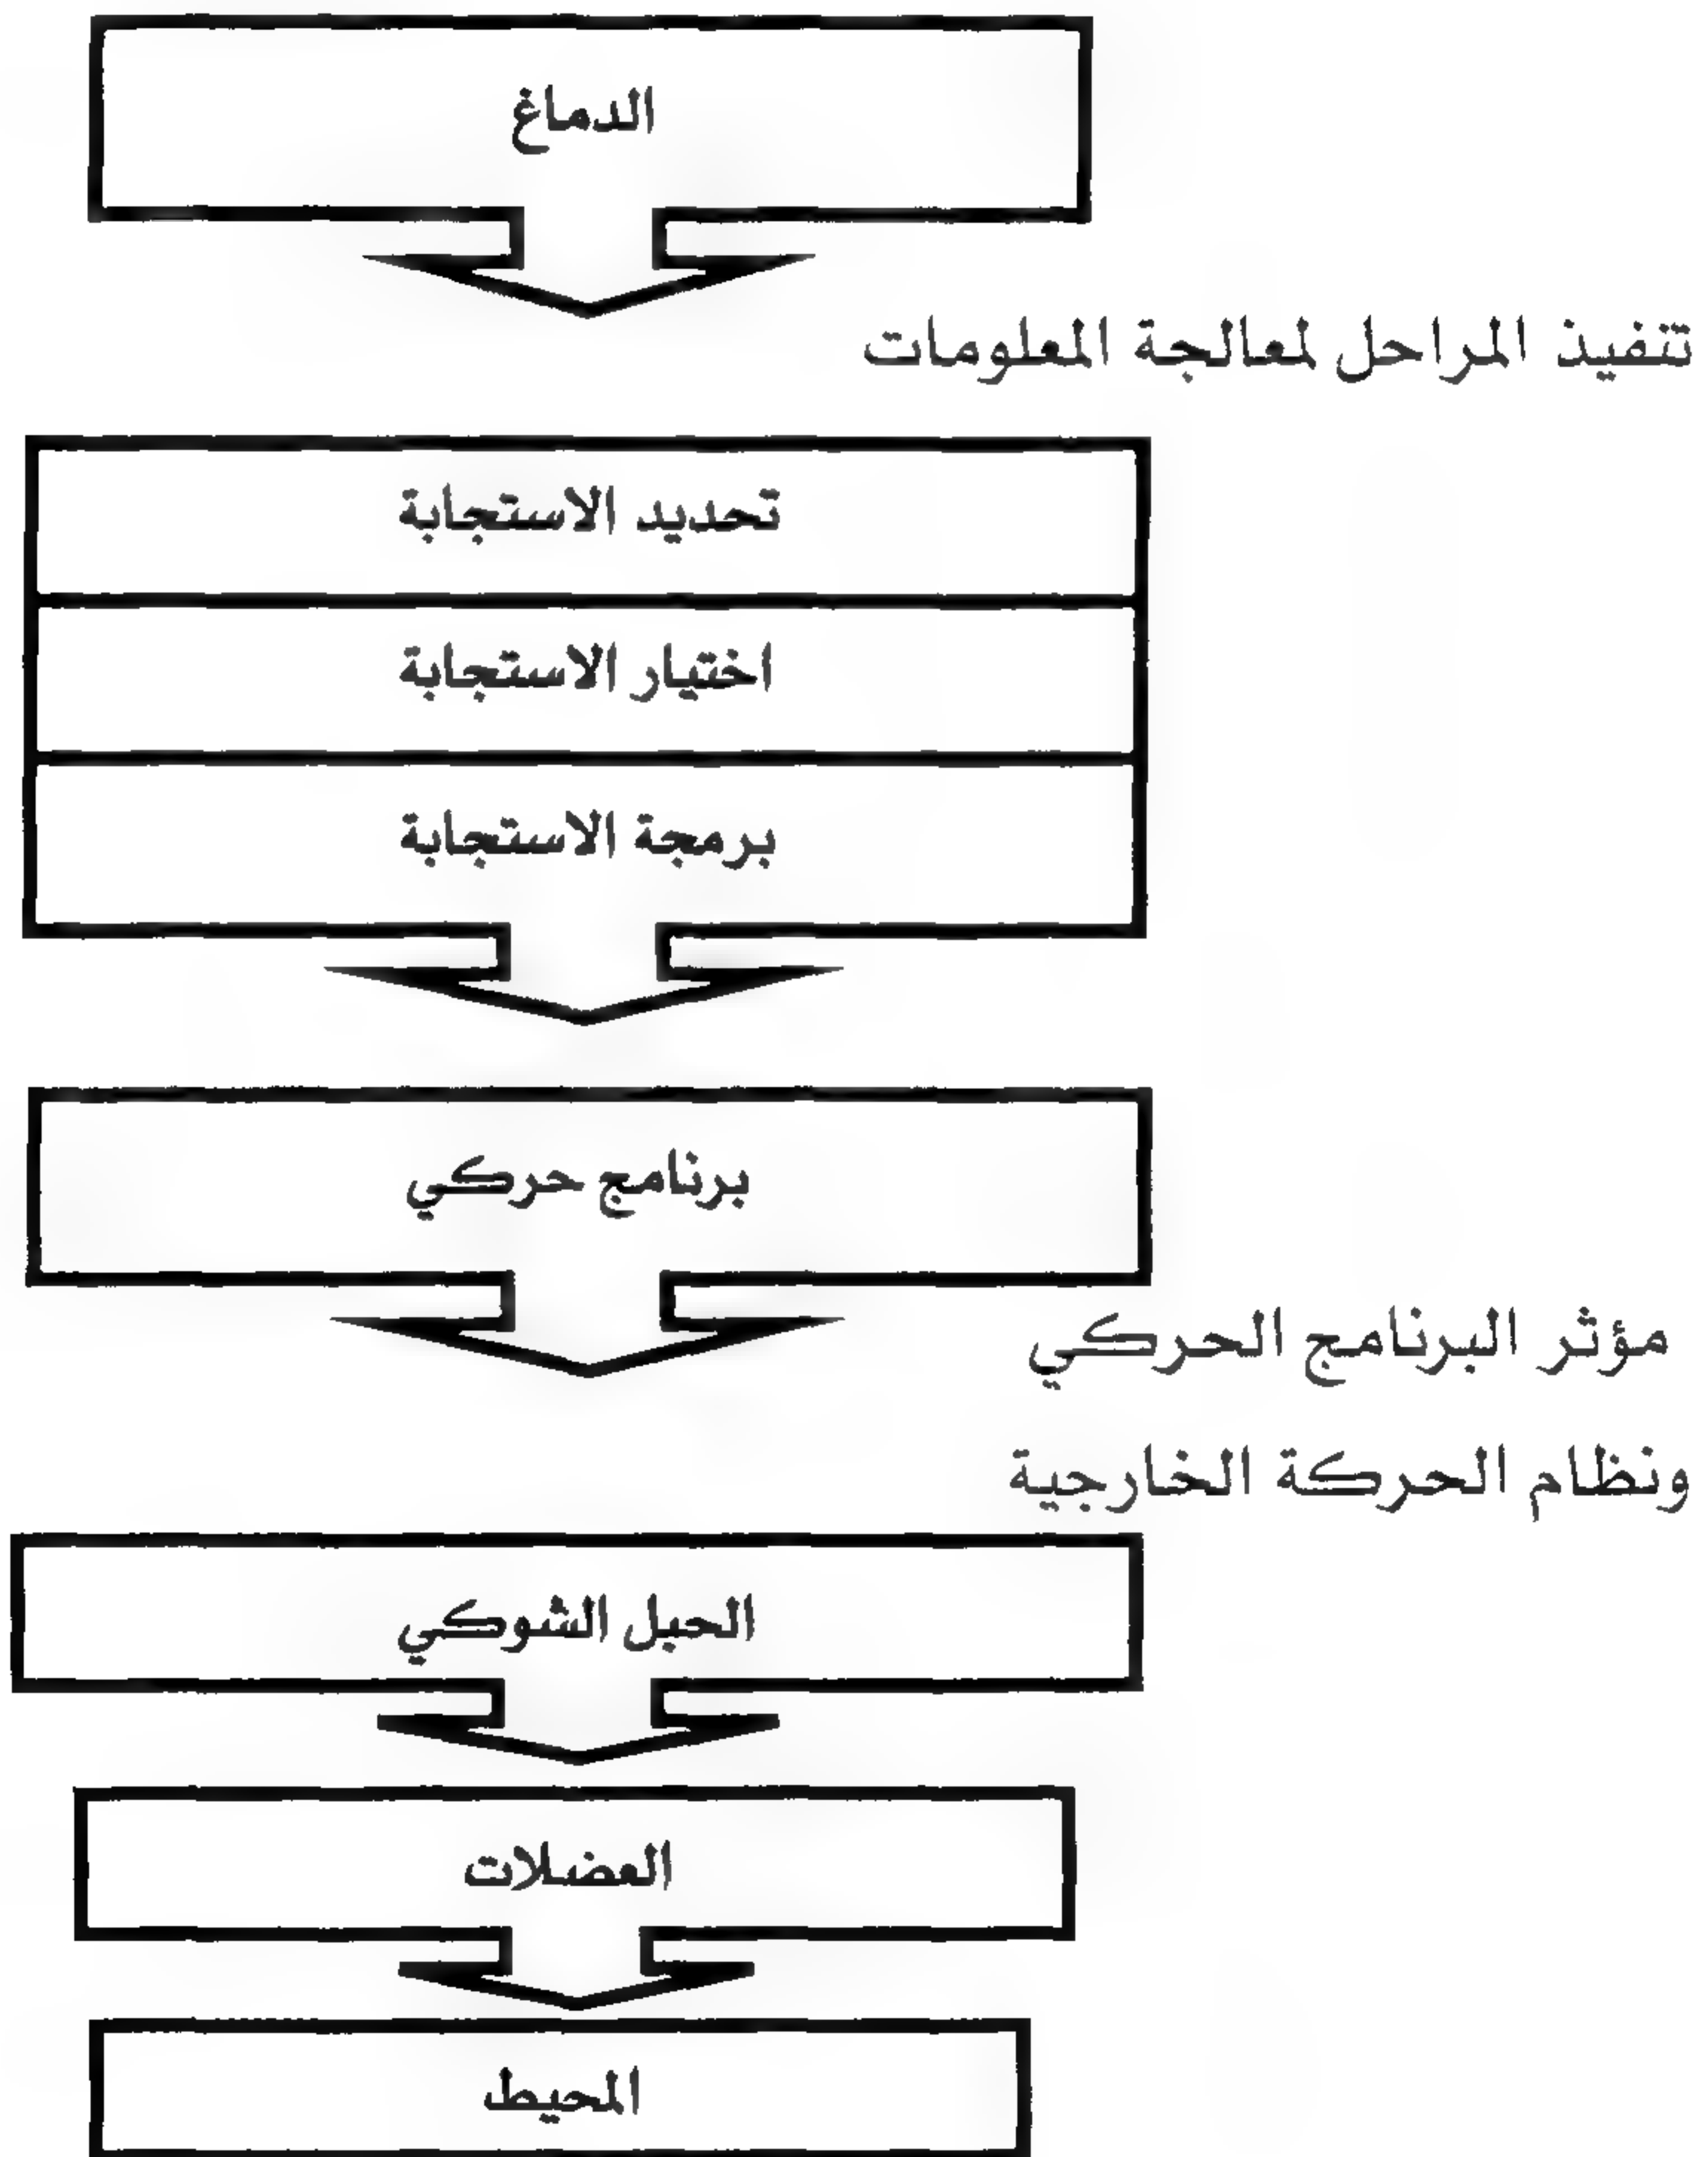 الدماغ
تنفيذ المراحل لمعالجة المعلومات
تحديد الاستجابة
اختيار الاستجابة
برمجة الاستجابة
برنامج حركي
مؤثر البرنامج الحركي
ونظام الحركة الخارجية
الحبل الشوكي
العضلات
المحيط